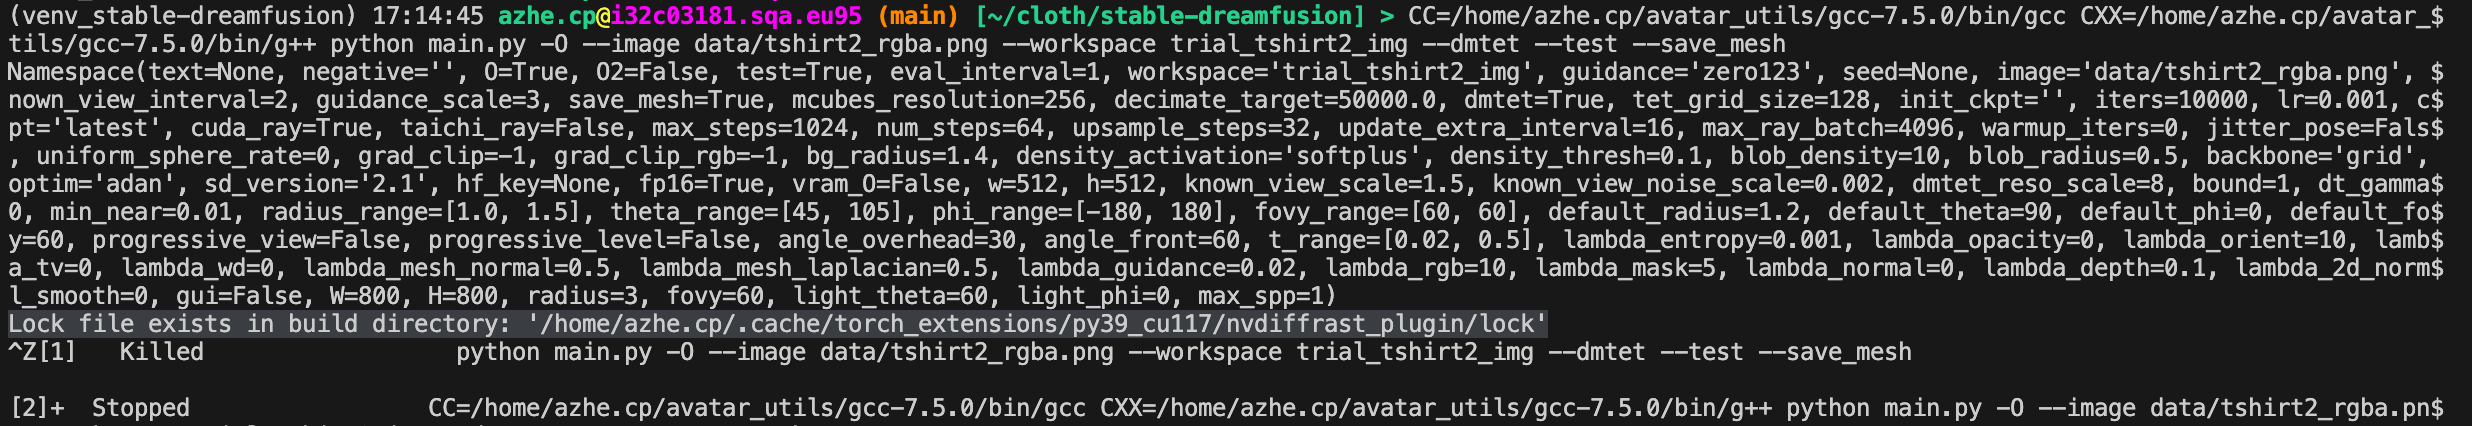 (venv_stable-dreamfusion) 17:14:45 azhe.cp@i32c03181.sqa.eu95 (main) [~/cloth/stable-dreamfusion] > CC=/home/azhe.cp/avatar_utils/gcc-7.5.0/bin/gcc CXX=/home/azhe.cp/avatar_$
tils/gcc-7.5.0/bin/g++ python main.py -O --image data/tshirt2_rgba.png --workspace trial_tshirt2_img --dmtet --test --save_mesh
Namespace(text=None, negative='', O=True, O2=False, test=True, eval_interval=1, workspace='trial_tshirt2_img', guidance='zero123', seed=None, image='data/tshirt2_rgba.png', $
nown_view_interval=2, guidance_scale=3, save_mesh=True, mcubes_resolution=256, decimate_target=50000.0, dmtet=True, tet_grid_size=128, init_ckpt='', iters=10000, lr=0.001, c$
pt='latest', cuda_ray=True, taichi_ray=False, max_steps=1024, num_steps=64, upsample_steps=32, update_extra_interval=16, max_ray_batch=4096, warmup_iters=0, jitter_pose=Fals$
, uniform_sphere_rate=0, grad_clip=-1, grad_clip_rgb=-1, bg_radius=1.4, density_activation='softplus', density_thresh=0.1, blob_density=10, blob_radius=0.5, backbone='grid',
optim='adan', sd_version='2.1', hf_key=None, fp16=True, vram_O=False, w=512, h=512, known_view_scale=1.5, known_view_noise_scale=0.002, dmtet_reso_scale=8, bound=1, dt_gamma$
0, min_near=0.01, radius_range=[1.0, 1.5], theta_range=[45, 105], phi_range=[-180, 180], fovy_range=[60, 60], default_radius=1.2, default_theta=90, default_phi=0, default_fo$
y=60, progressive_view=False, progressive_level=False, angle_overhead=30, angle_front=60, t_range=[0.02, 0.5], lambda_entropy=0.001, lambda_opacity=0, lambda_orient=10, lamb$
a_tv=0, lambda_wd=0, lambda_mesh_normal=0.5, lambda_mesh_laplacian=0.5, lambda_guidance=0.02, lambda_rgb=10, lambda_mask=5, lambda_normal=0, lambda_depth=0.1, lambda_2d_norm$
l_smooth=0, gui=False, W=800, H=800, radius=3, fovy=60, light_theta=60, light_phi=0, max_spp=1)
Lock file exists in build directory: '/home/azhe.cp/.cache/torch_extensions/py39_cu117/nvdiffrast_plugin/lock'
^Z[1]   Killed                  python main.py -O --image data/tshirt2_rgba.png --workspace trial_tshirt2_img --dmtet --test --save_mesh
[2]+  Stopped                 CC=/home/azhe.cp/avatar_utils/gcc-7.5.0/bin/gcc CXX=/home/azhe.cp/avatar_utils/gcc-7.5.0/bin/g++ python main.py -O --image data/tshirt2_rgba.pn$